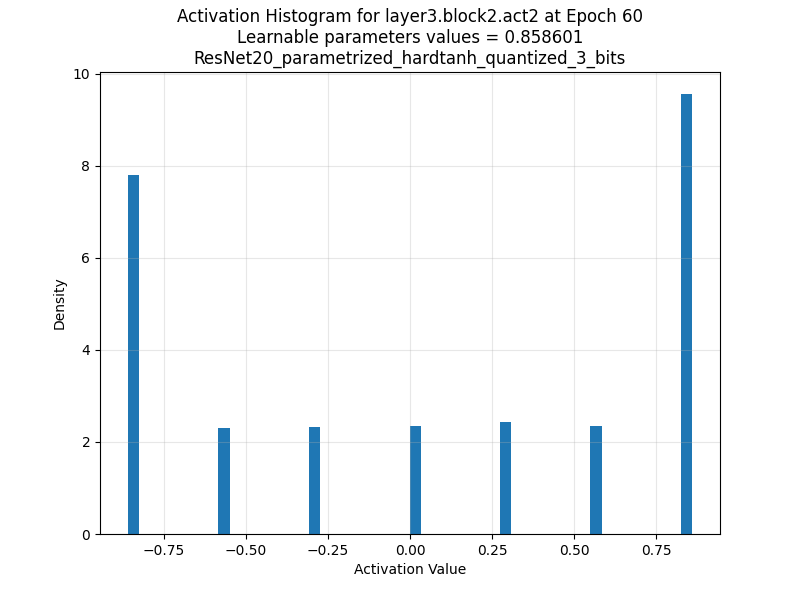 Activation Histogram for layer3.block2.act2 at Epoch 60
Learnable parameters values = 0.858601
ResNet20_parametrized_hardtanh_quantized_3_bits
10
8
6
4
2
0
Density
−0.75 −0.50 −0.25 0.00 0.25 0.50 0.75
Activation Value